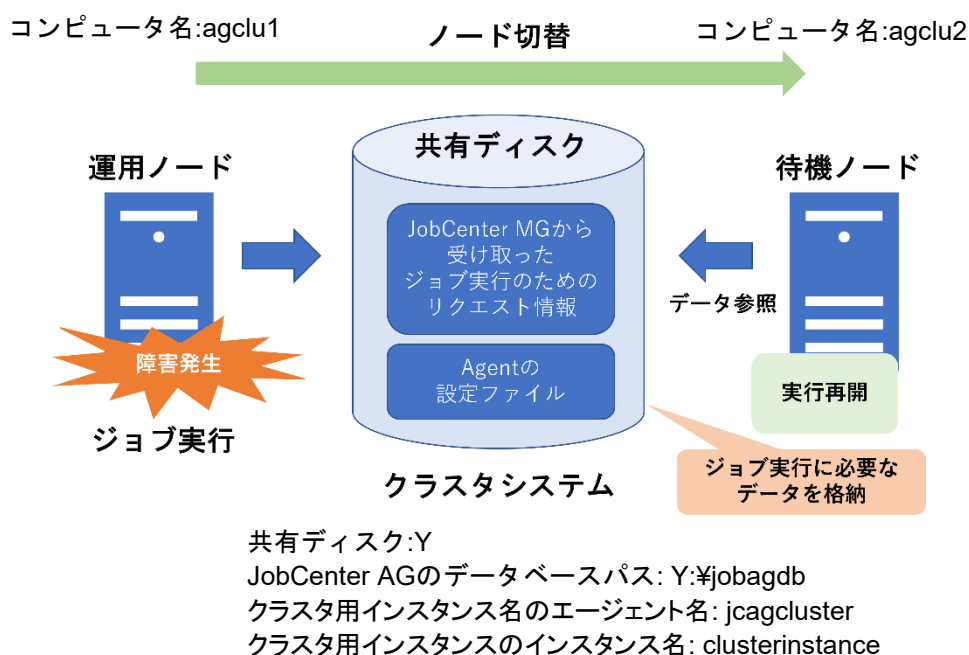 コンピュータ名:agclu1
ノード切替
コンピュータ名:agclu2
運用ノード
共有ディスク
待機ノード
JobCenter MGから
受け取った
ジョブ実行のための
リクエスト情報
データ参照
障害発生
Agentの
設定ファイル
実行再開
ジョブ実行
クラスタシステム
ジョブ実行に必要な
データを格納
共有ディスク:Y
JobCenter AGのデータベースパス: Y:¥jobagdb
クラスタ用インスタンス名のエージェント名: jcagcluster
クラスタ用インスタンスのインスタンス名: clusterinstance